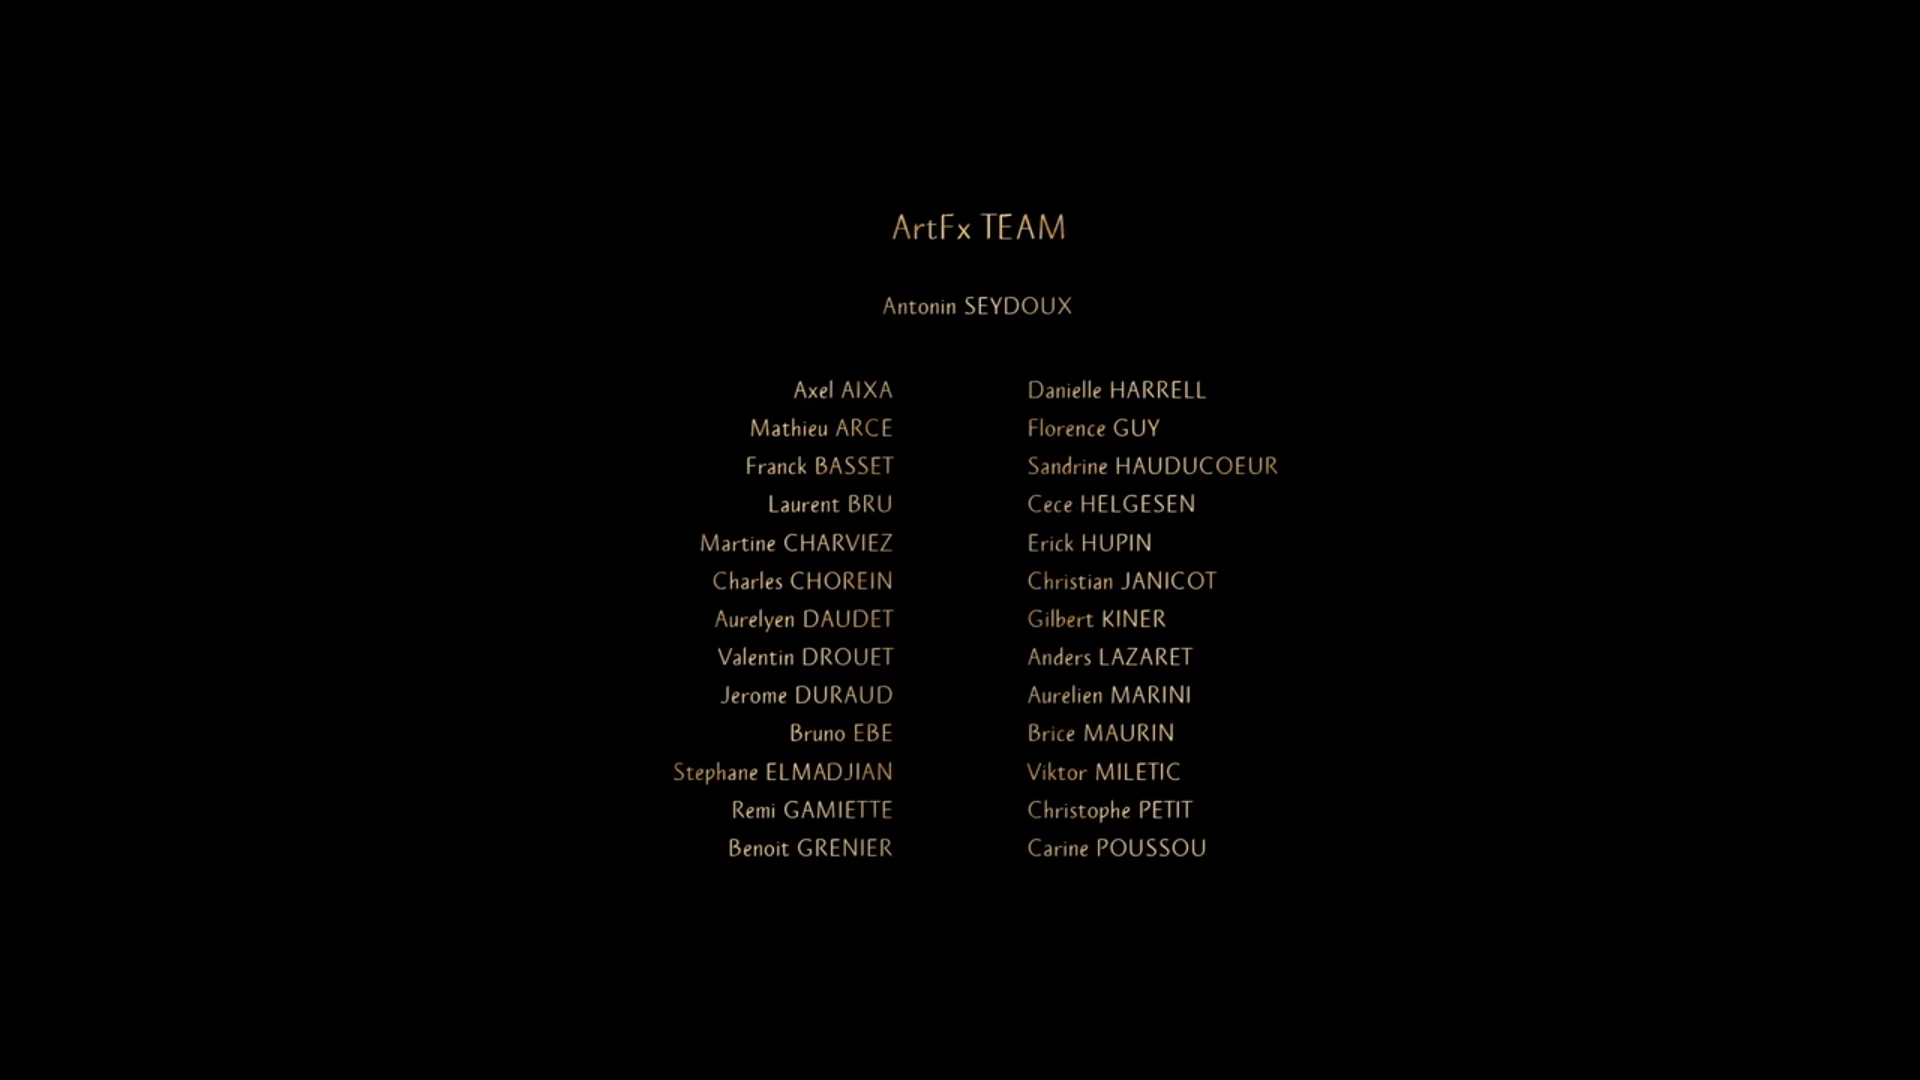 ArtFx TEAM
Antonin SEYDOUX
Axel AIXA
Mathieu ARCE
Franck BASSET
Laurent BRU
Martine CHARVIEZ
Charles CHOREIN
Aurelyen DAUDET
Valentin DROUET
Jerome DURAUD
Bruno EBE
Stephane ELMADJIAN
Remi GAMIETTE
Benoit GRENIER
Danielle HARRELL
Florence GUY
Sandrine HAUDUCOEUR
Cece HELGESEN
Erick HUPIN
Christian JANICOT
Gilbert KINER
Anders LAZARET
Aurelien MARINI
Brice MAURIN
Viktor MILETIC
Christophe PETIT
Carine POUSSOU